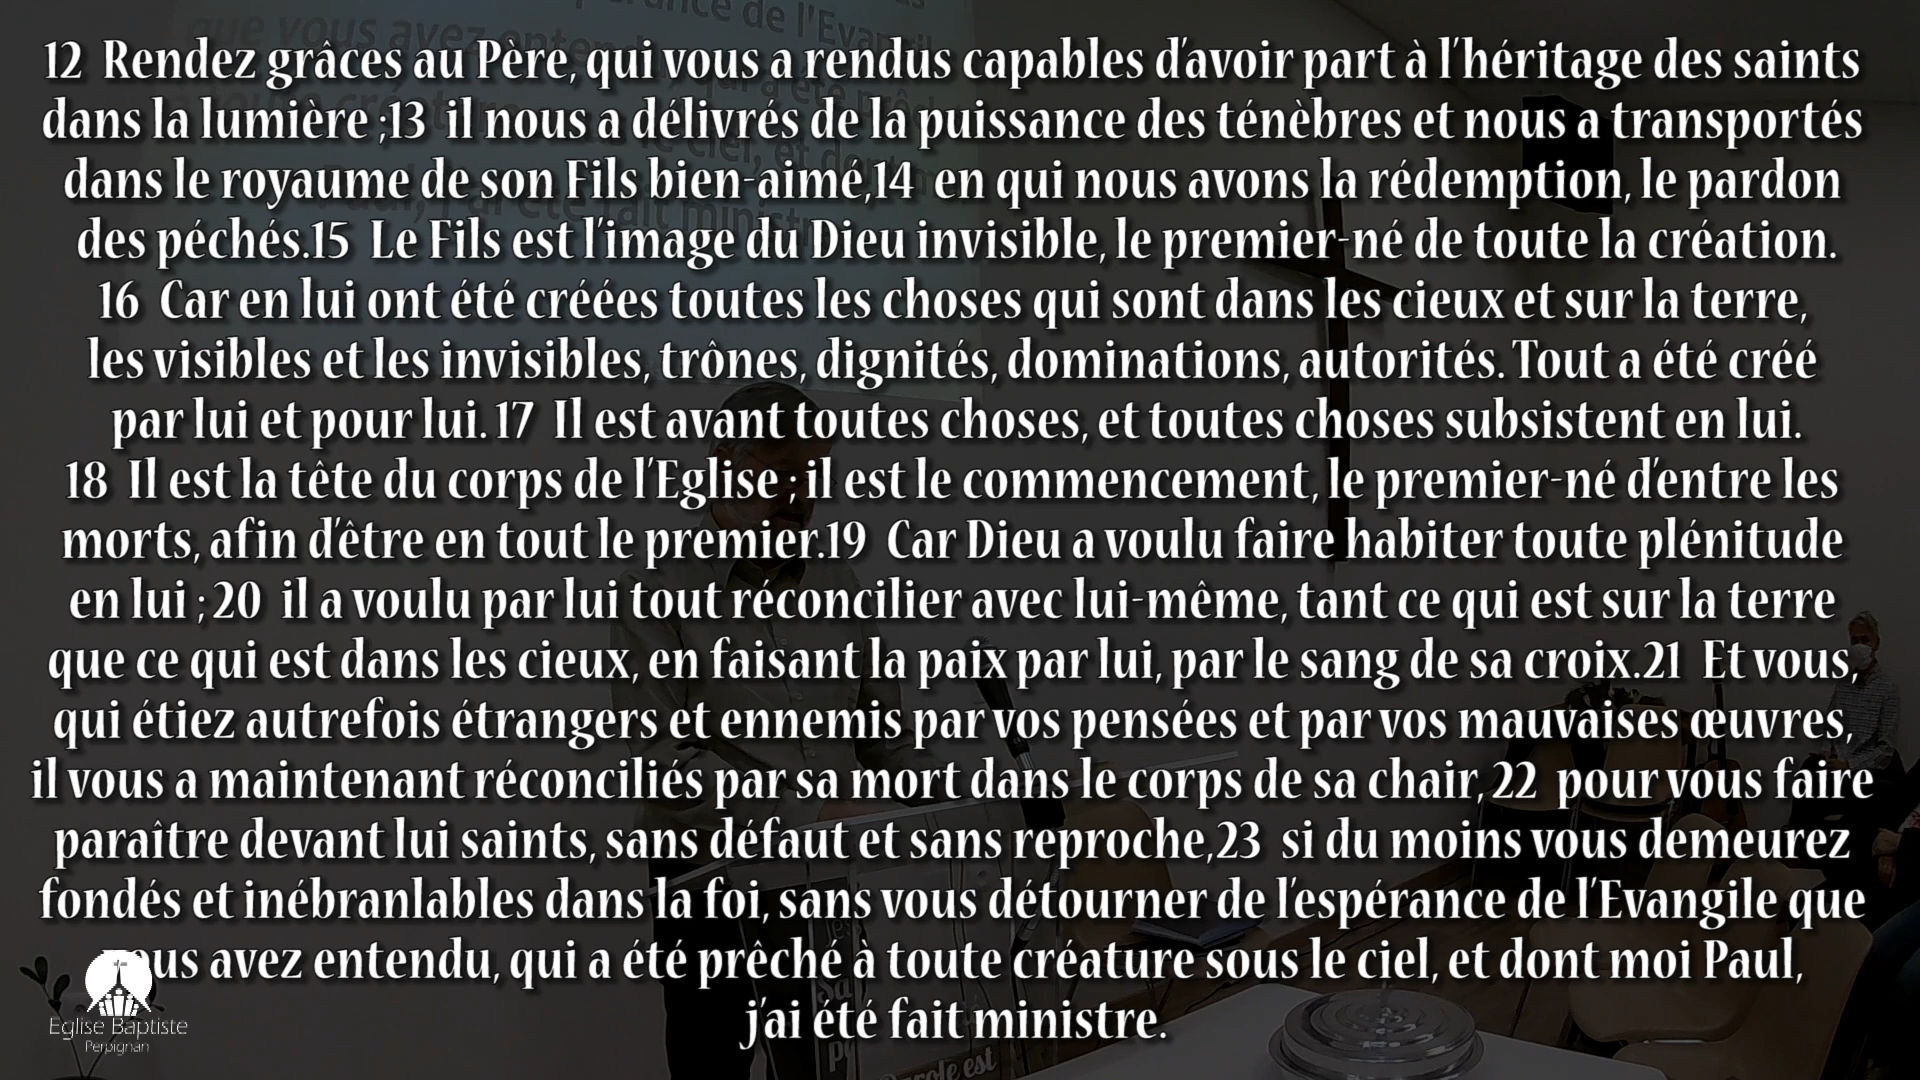 12 Rendez grâces au Père, qui vous a rendus capables d'avoir part à l'héritage des saints
dans la lumière ;13 il nous a délivrés de la puissance des ténèbres et nous a transportés
dans le royaume de son Fils bien-aimé,14 en qui nous avons la rédemption, le pardon
des péchés.15 Le Fils est l'image du Dieu invisible, le premier-né de toute la création.
16 Car en lui ont été créées toutes les choses qui sont dans les cieux et sur la terre,
les visibles et les invisibles, trônes, dignités, dominations, autorités. Tout a été créé
par lui et pour lui. 17 Il est avant toutes choses, et toutes choses subsistent en lui.
18 Il est la tête du corps de l'Eglise ; il est le commencement, le premier-né d'entre les
morts, afin d'être en tout le premier.19 Car Dieu a voulu faire habiter toute plénitude
en lui ; 20 il a voulu par lui tout réconcilier avec lui-même, tant ce qui est sur la terre
que ce qui est dans les cieux, en faisant la paix par lui, par le sang de sa croix.21 Et vous,
qui étiez autrefois étrangers et ennemis par vos pensées et par vos mauvaises œuvres,
il vous a maintenant réconciliés par sa mort dans le corps de sa chair,22 pour vous faire
paraître devant lui saints, sans défaut et sans reproche,23 si du moins vous demeurez
fondés et inébranlables dans la foi, sans vous détourner de l'espérance de l'Evangile que
vous avez entendu, qui a été prêché à toute créature sous le ciel, et dont moi Paul,
j'ai été fait ministre.
Eglise Baptiste
Perpignan